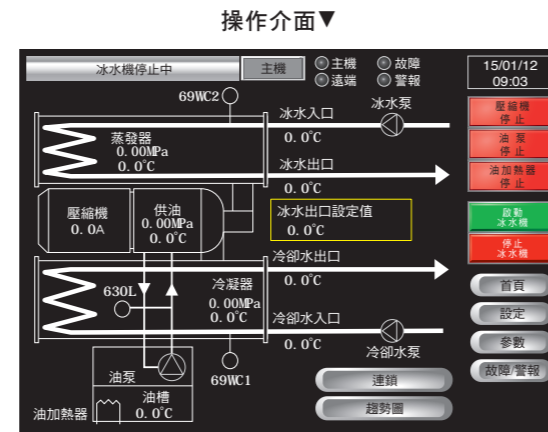 操作介面▼
冰水機停止中
主機
主機
故障
遠端
警報
15/01/12
09:03
69WC2
冰水入口
冰水泵
0.0℃
蒸發器
0.00MPa
0.0℃
冰水出口
0.0℃
壓縮機
0.0A
供油
0.00MPa
0.0℃
冰水出口設定值
0.0℃
冷卻水出口
0.0℃
630L
冷凝器
0.00MPa
0.0℃
冷卻水入口
0.0℃
冷卻水泵
69WC1
油泵
油槽
0.0℃
油加熱器
連鎖
趨勢圖
壓縮機
停止
油泵
停止
油加熱器
停止
啟動
冰水機
停止
冰水機
首頁
設定
參數
故障/警報